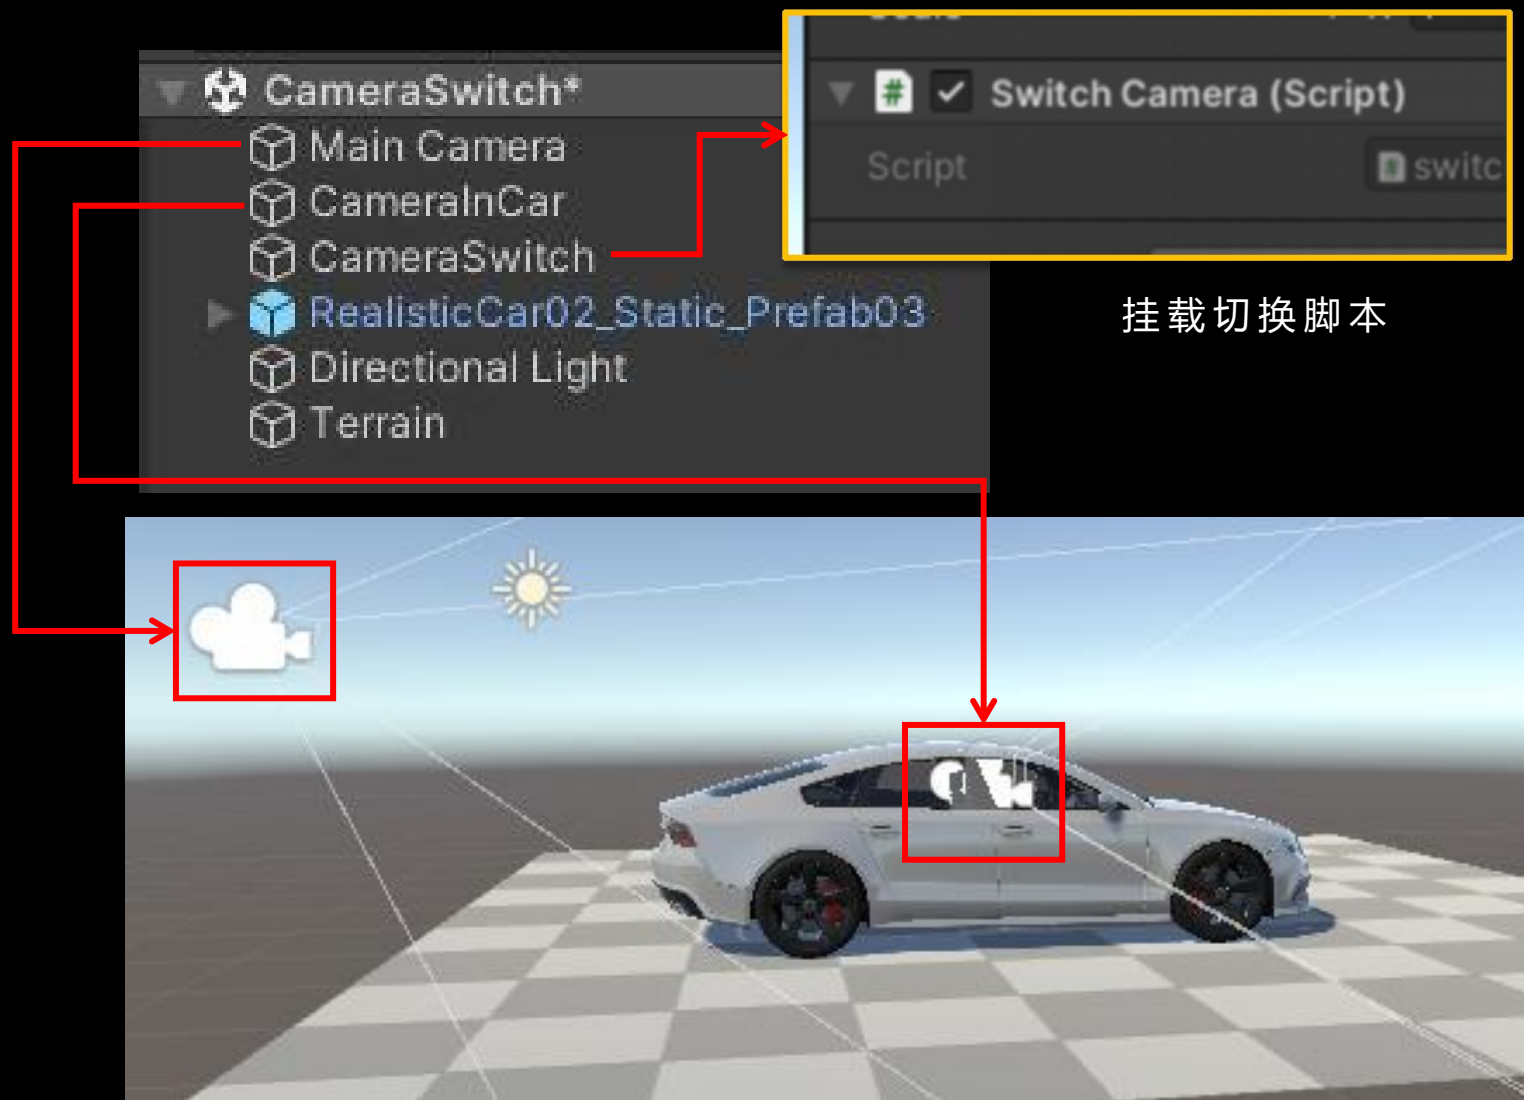 CameraSwitch*
Main Camera
CameraInCar
CameraSwitch
RealisticCar02_Static_Prefab03
Directional Light
Terrain
Switch Camera (Script)
Script
switc
挂载切换脚本